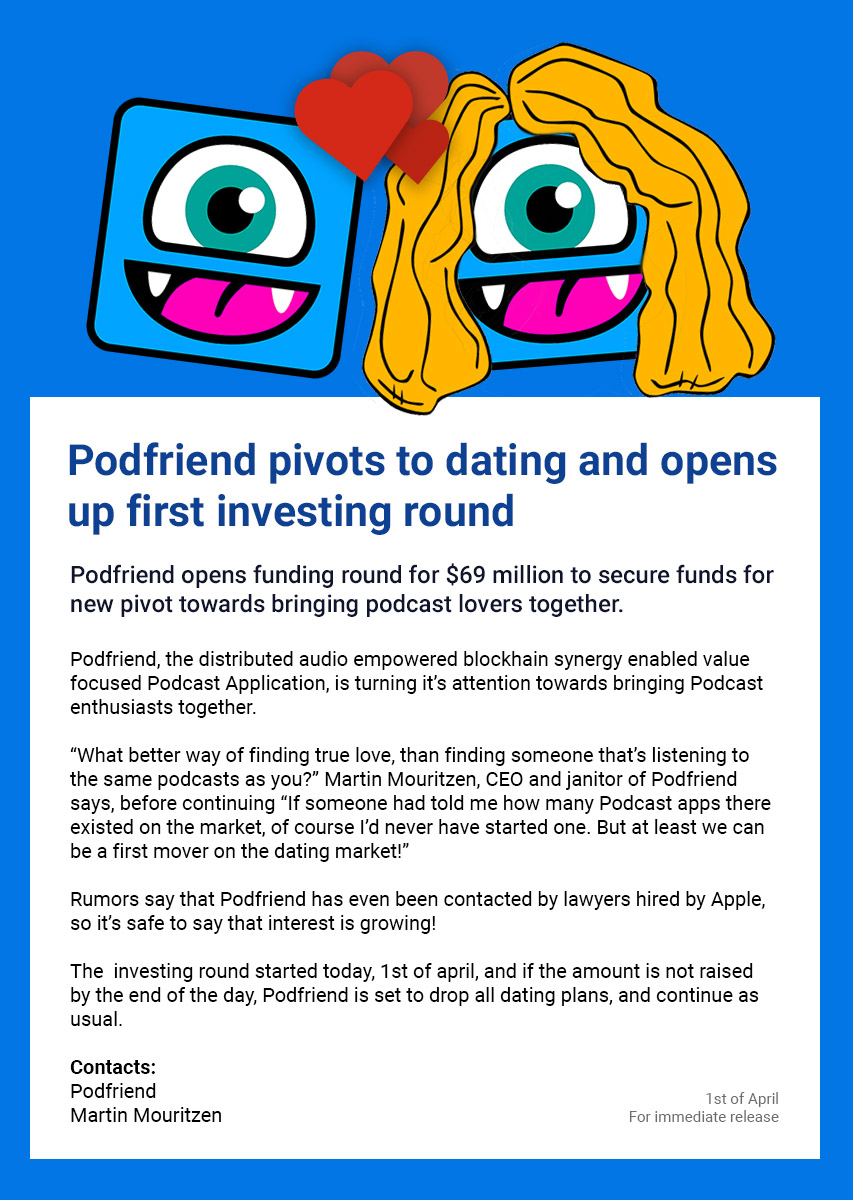 Podfriend pivots to dating and opens
up first investing round
Podfriend opens funding round for $69 million to secure funds for
new pivot towards bringing podcast lovers together.
Podfriend, the distributed audio empowered blockhain synergy enabled value
focused Podcast Application, is turning it’s attention towards bringing Podcast
enthusiasts together.
“What better way of finding true love, than finding someone that’s listening to
the same podcasts as you?” Martin Mouritzen, CEO and janitor of Podfriend
says, before continuing “If someone had told me how many Podcast apps there
existed on the market, of course I’d never have started one. But at least we can
be a first mover on the dating market!”
Rumors say that Podfriend has even been contacted by lawyers hired by Apple,
so it’s safe to say that interest is growing!
The  investing round started today, 1st of april, and if the amount is not raised
by the end of the day, Podfriend is set to drop all dating plans, and continue as
usual.
Contacts:
Podfriend
Martin Mouritzen
1st of April
For immediate release